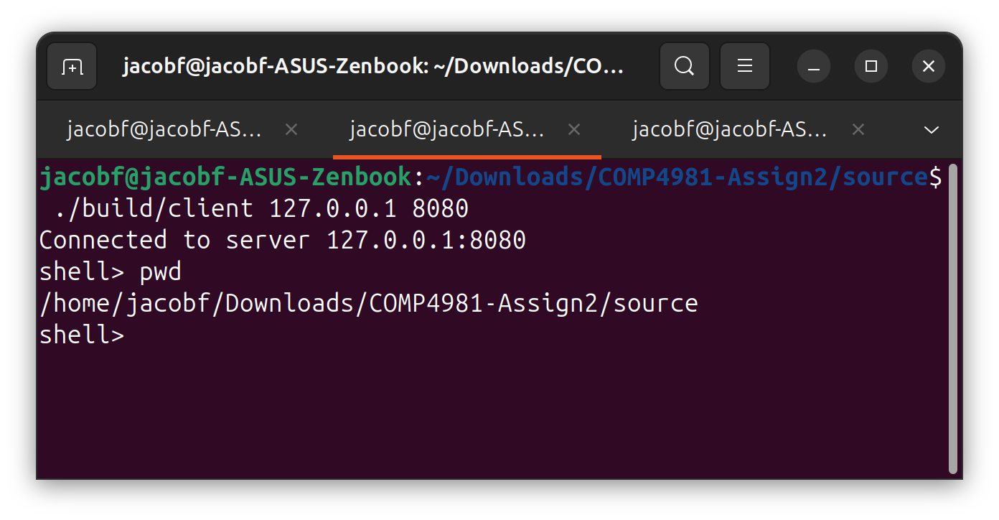 jacobf@jacobf-ASUS-Zenbook: ~/Downloads/CO...
jacobf@jacobf-AS... jacobf@jacobf-AS... jacobf@jacobf-AS...
jacobf@jacobf-ASUS-Zenbook:~/Downloads/COMP4981-Assign2/source$
./build/client 127.0.0.1 8080
Connected to server 127.0.0.1:8080
shell> pwd
/home/jacobf/Downloads/COMP4981-Assign2/source
shell>